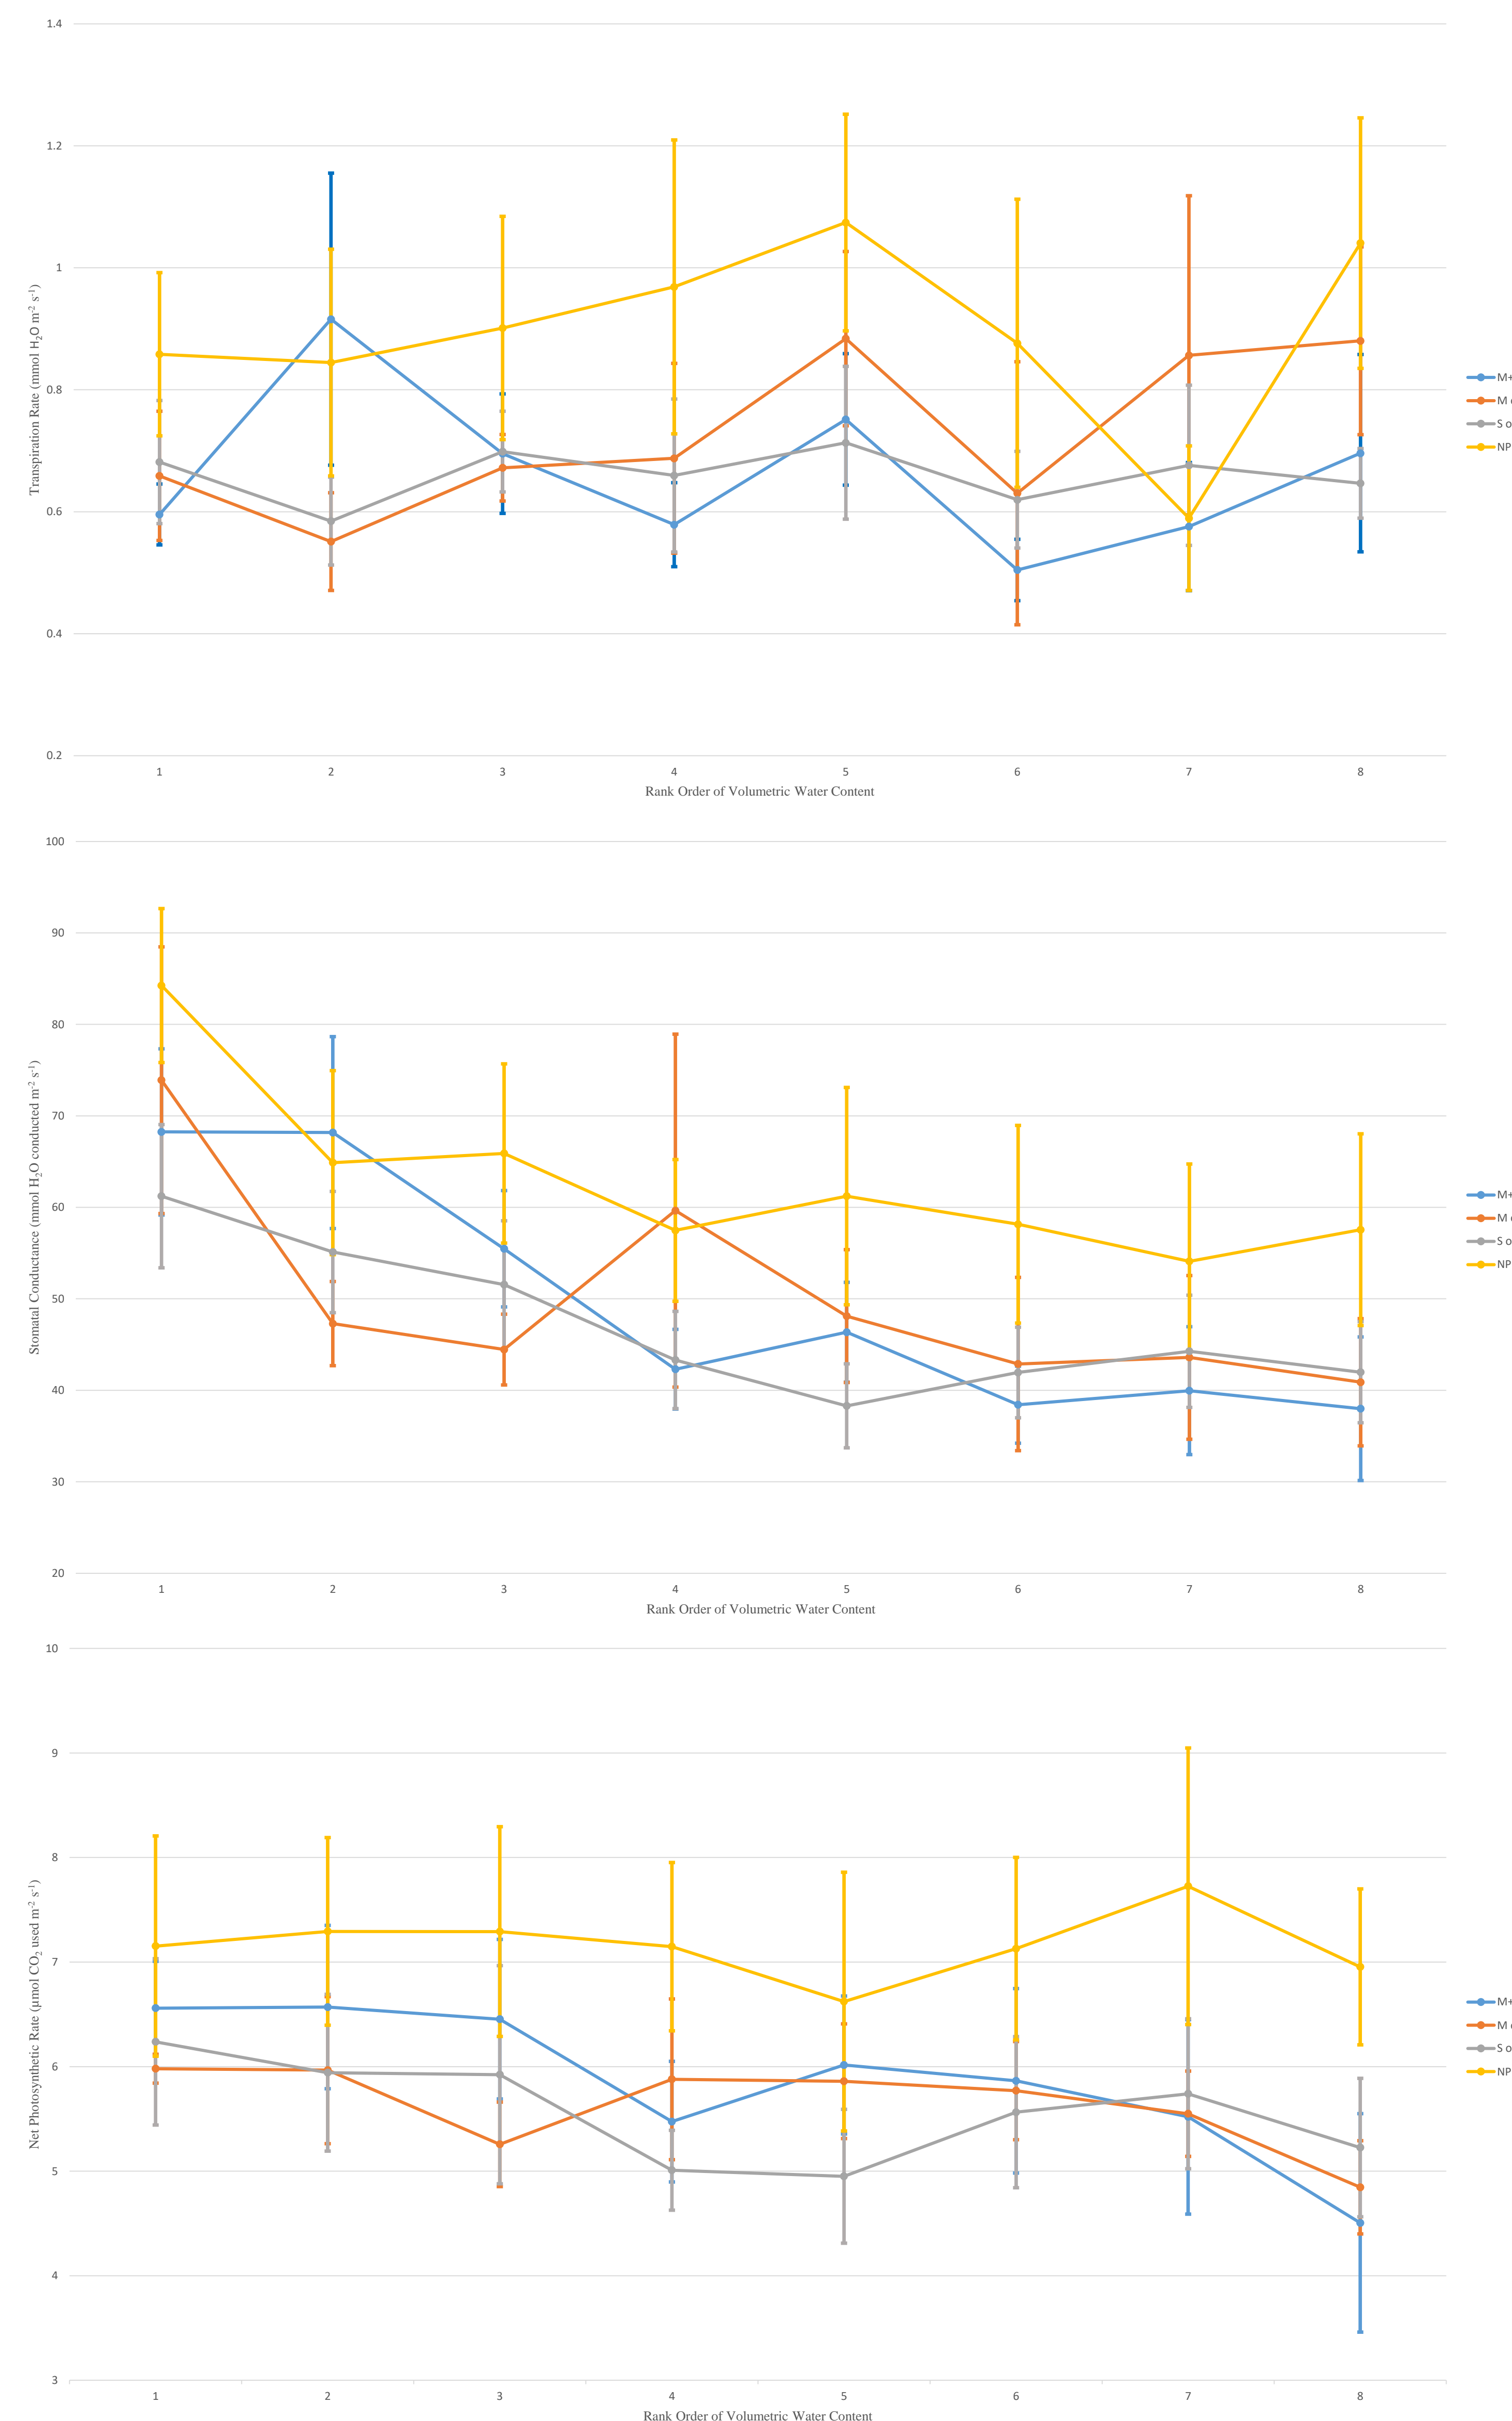 1.4
1.2
1
0.8
0.6
0.4
0.2
Transpiration Rate (mmol H₂O m⁻² s⁻¹)
1 2 3 4 5 6 7 8
Rank Order of Volumetric Water Content
M+
M
S o
NP
100
90
80
70
60
50
40
30
20
Stomatal Conductance (mmol H₂O conducted m⁻² s⁻¹)
1 2 3 4 5 6 7 8
Rank Order of Volumetric Water Content
M+
M
S o
NP
10
9
8
7
6
5
4
3
Net Photosynthetic Rate (µmol CO₂ used m⁻² s⁻¹)
1 2 3 4 5 6 7 8
Rank Order of Volumetric Water Content
M+
M
S o
NP